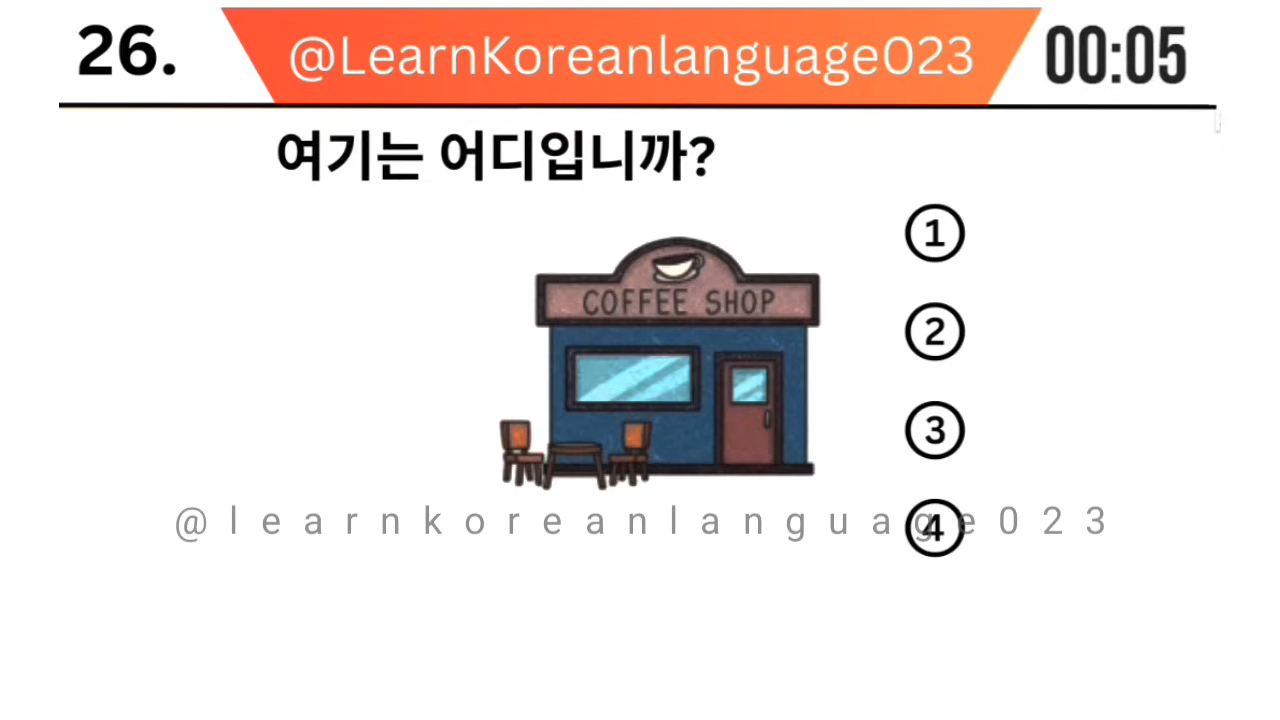 26.
@LearnKoreanlanguage023
00:05
여기는 어디입니까?
1
COFFEE SHOP
2
3
4
@learnkoreanlanguage023